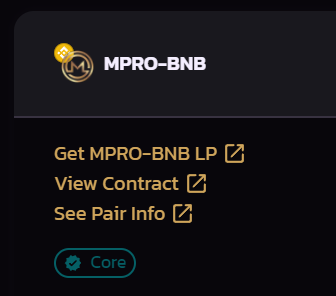 MPRO-BNB
Get MPRO-BNB LP
View Contract
See Pair Info
Core